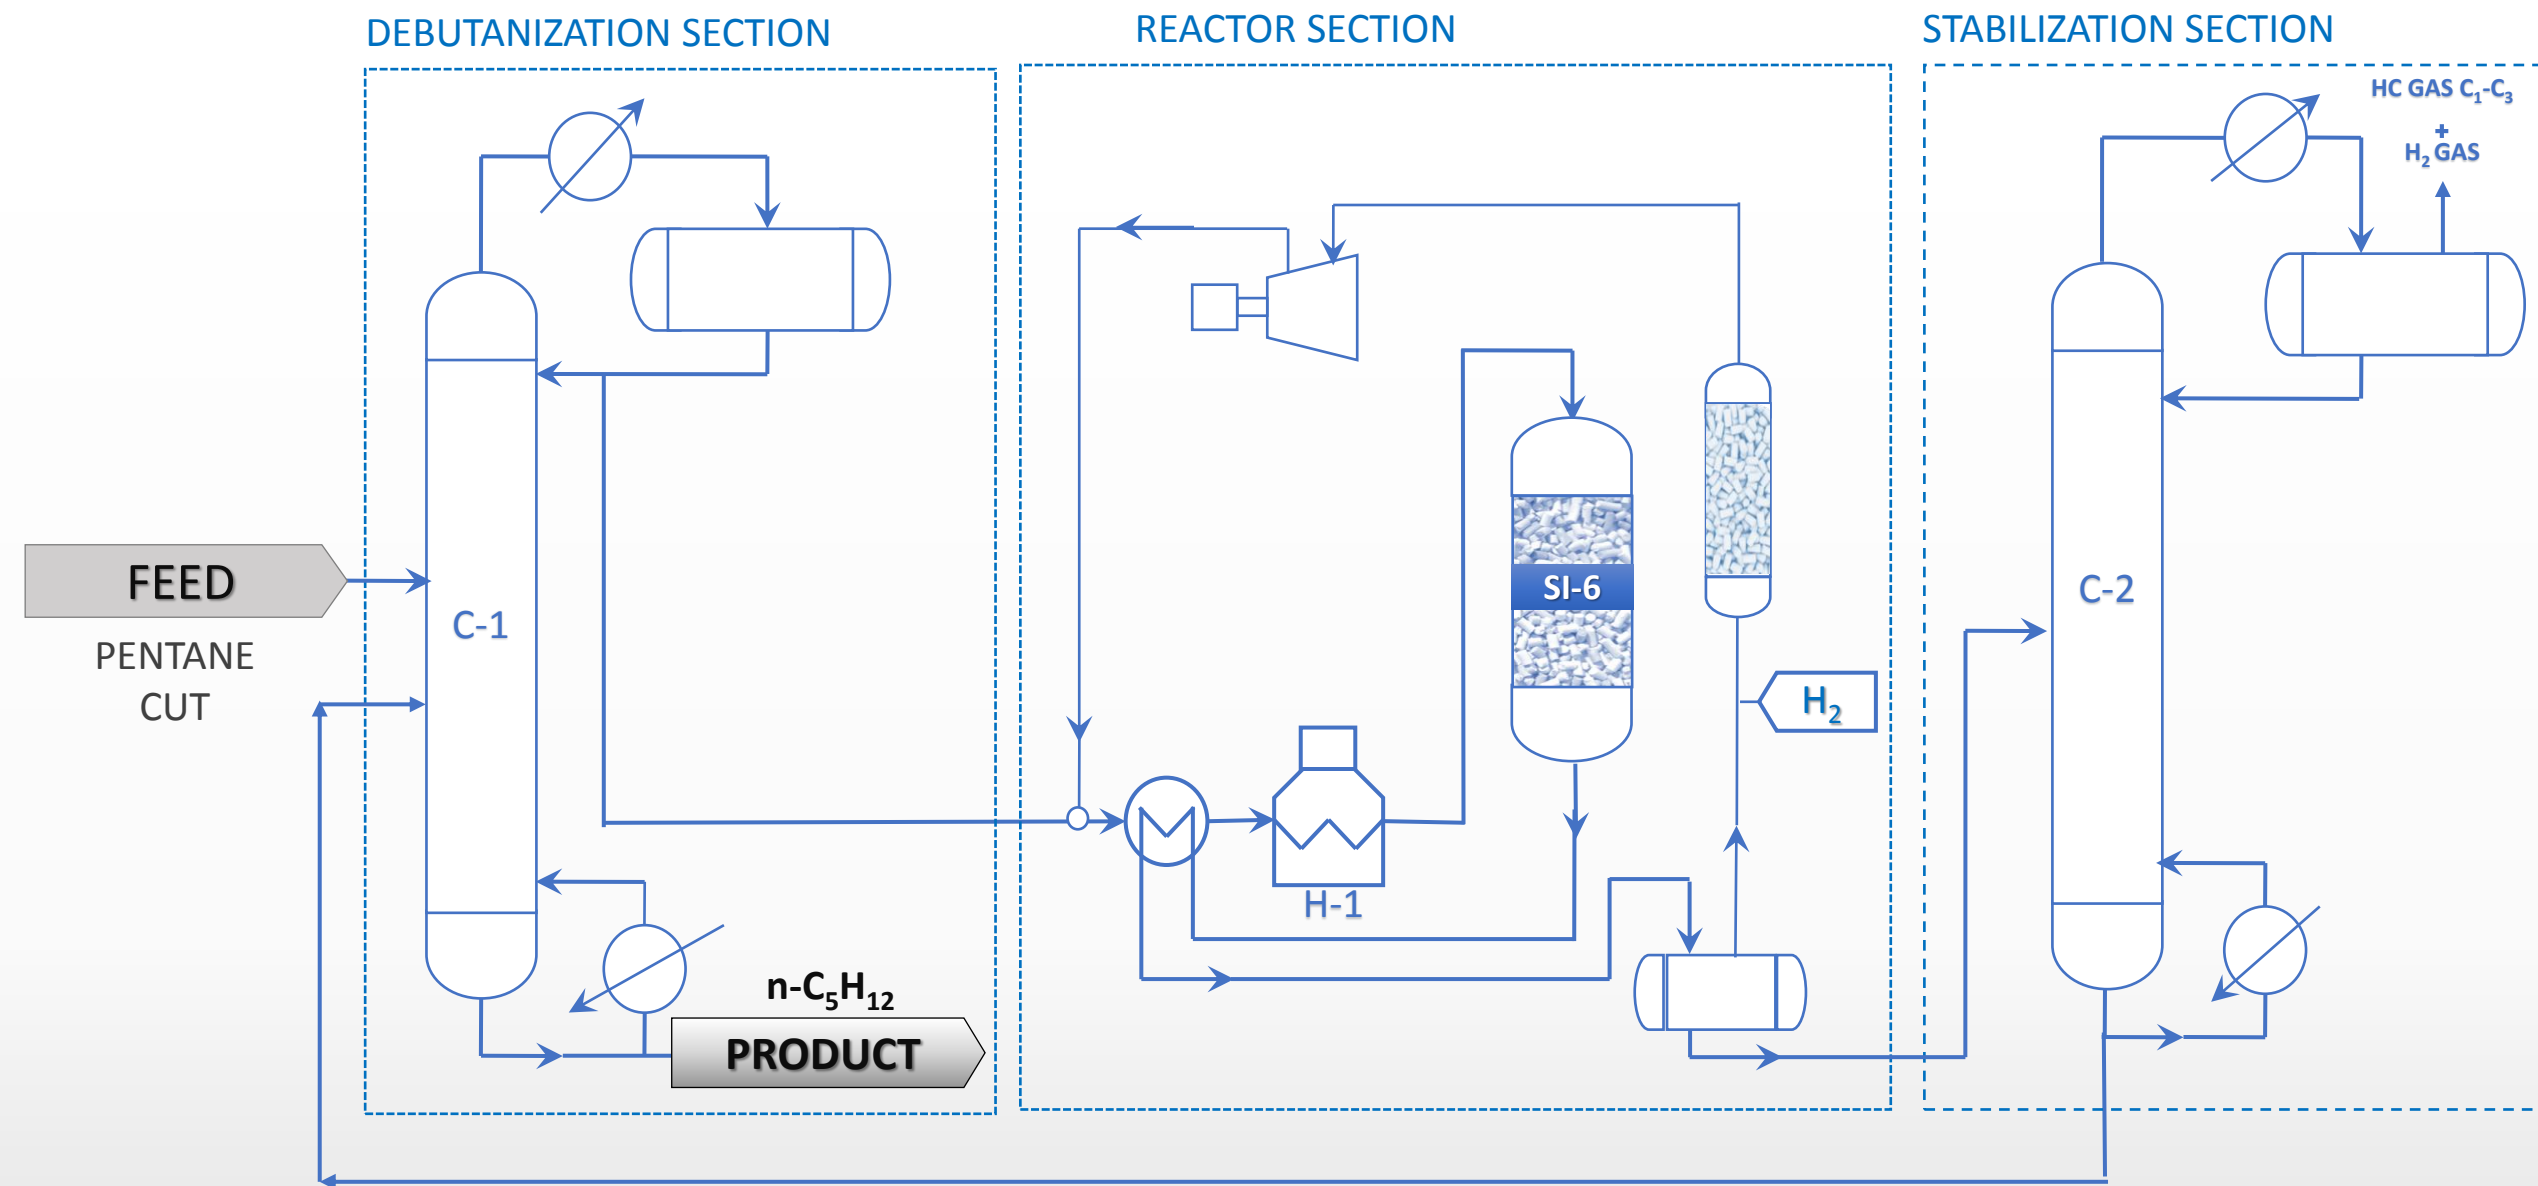 DEBUTANIZATION SECTION
REACTOR SECTION
STABILIZATION SECTION
HC GAS C₁-C₃
+
H₂ GAS
FEED
PENTANE
CUT
C-1
SI-6
C-2
H₂
H-1
n-C₅H₁₂
PRODUCT